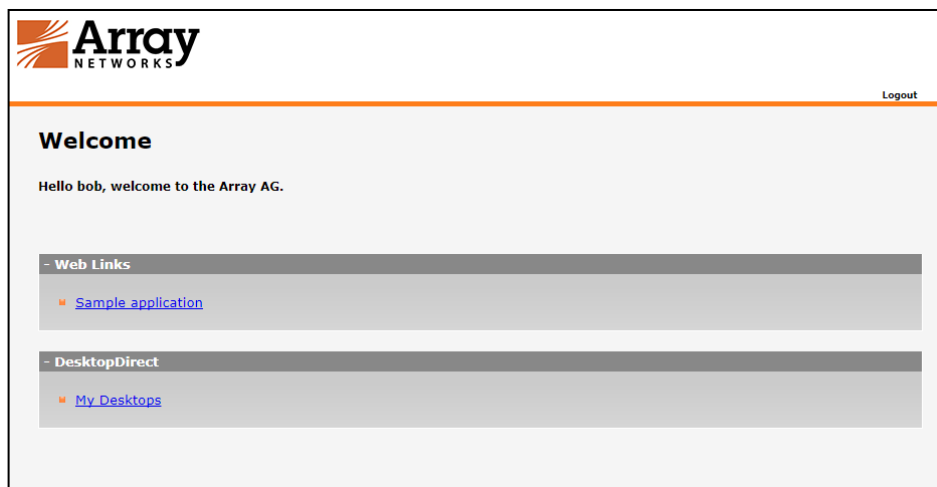 Array
NETWORKS
Logout
Welcome
Hello bob, welcome to the Array AG.
- Web Links
Sample application
- DesktopDirect
My Desktops